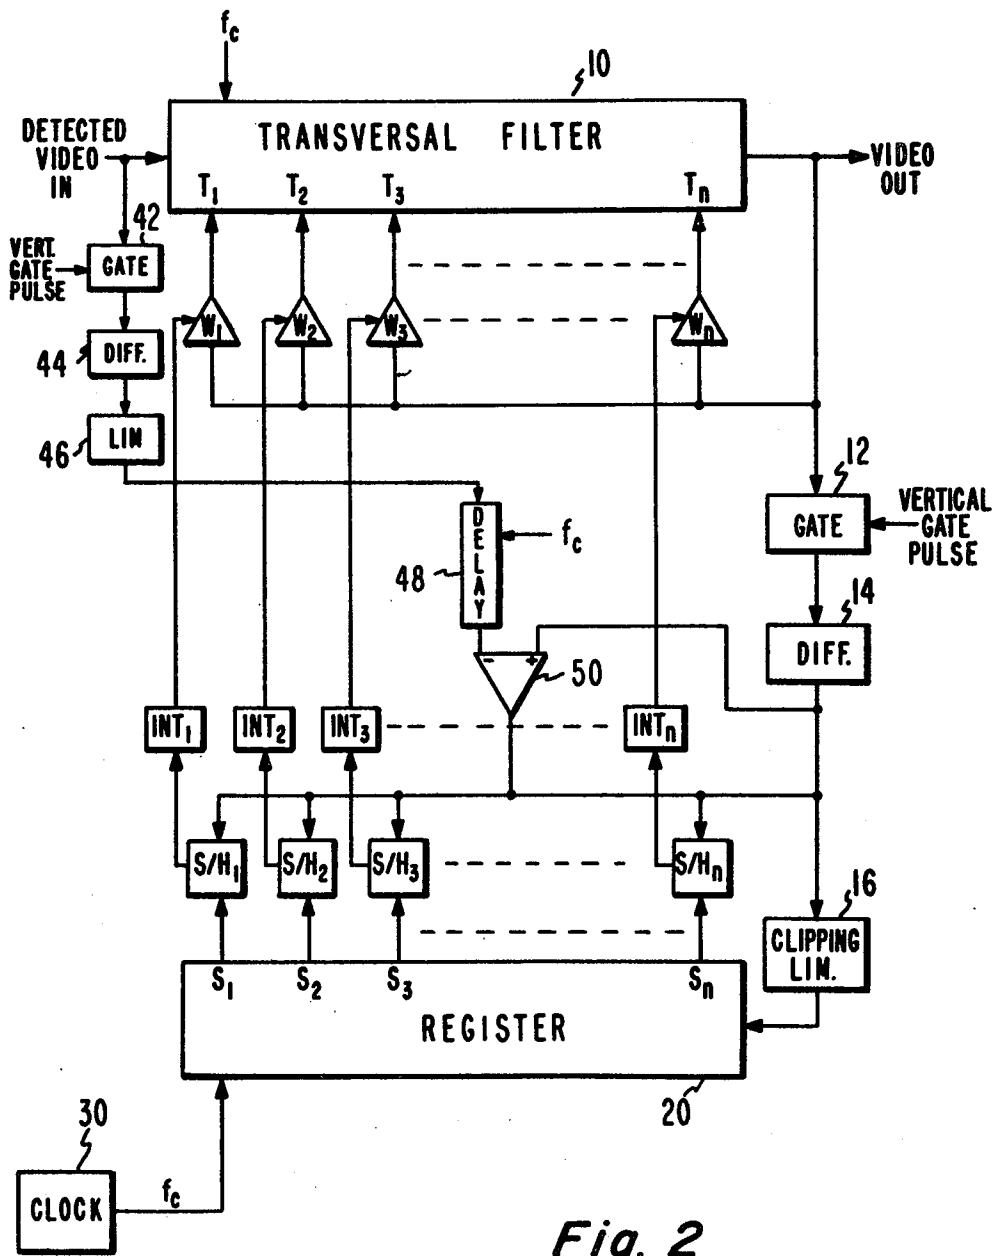 fc
10
DETECTED
VIDEO
IN
TRANSVERSAL FILTER
VIDEO
OUT
T1 T2 T3 Tn
42
VERT.
GATE
PULSE
GATE
W1 W2 W3 Wn
44
DIFF.
46
LIM
12
GATE
VERTICAL
GATE
PULSE
DELAY
fc
48
14
DIFF.
- +
50
INT1 INT2 INT3 INTn
S/H1 S/H2 S/H3 S/Hn
16
CLIPPING
LIM.
S1 S2 S3 Sn
REGISTER
20
30
CLOCK
fc
Fig. 2